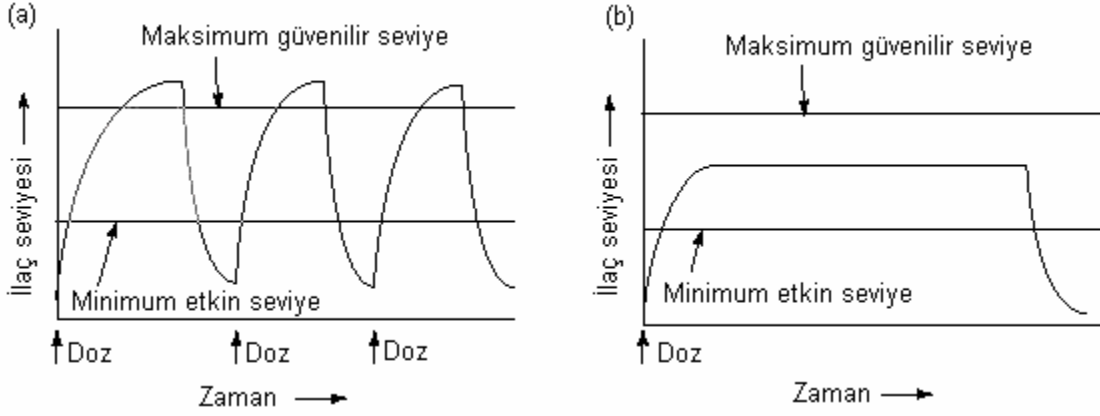 (a)
Maksimum güvenilir seviye
İlaç seviyesi
Minimum etkin seviye
Doz
Doz
Doz
Zaman
(b)
Maksimum güvenilir seviye
İlaç seviyesi
Minimum etkin seviye
Doz
Zaman